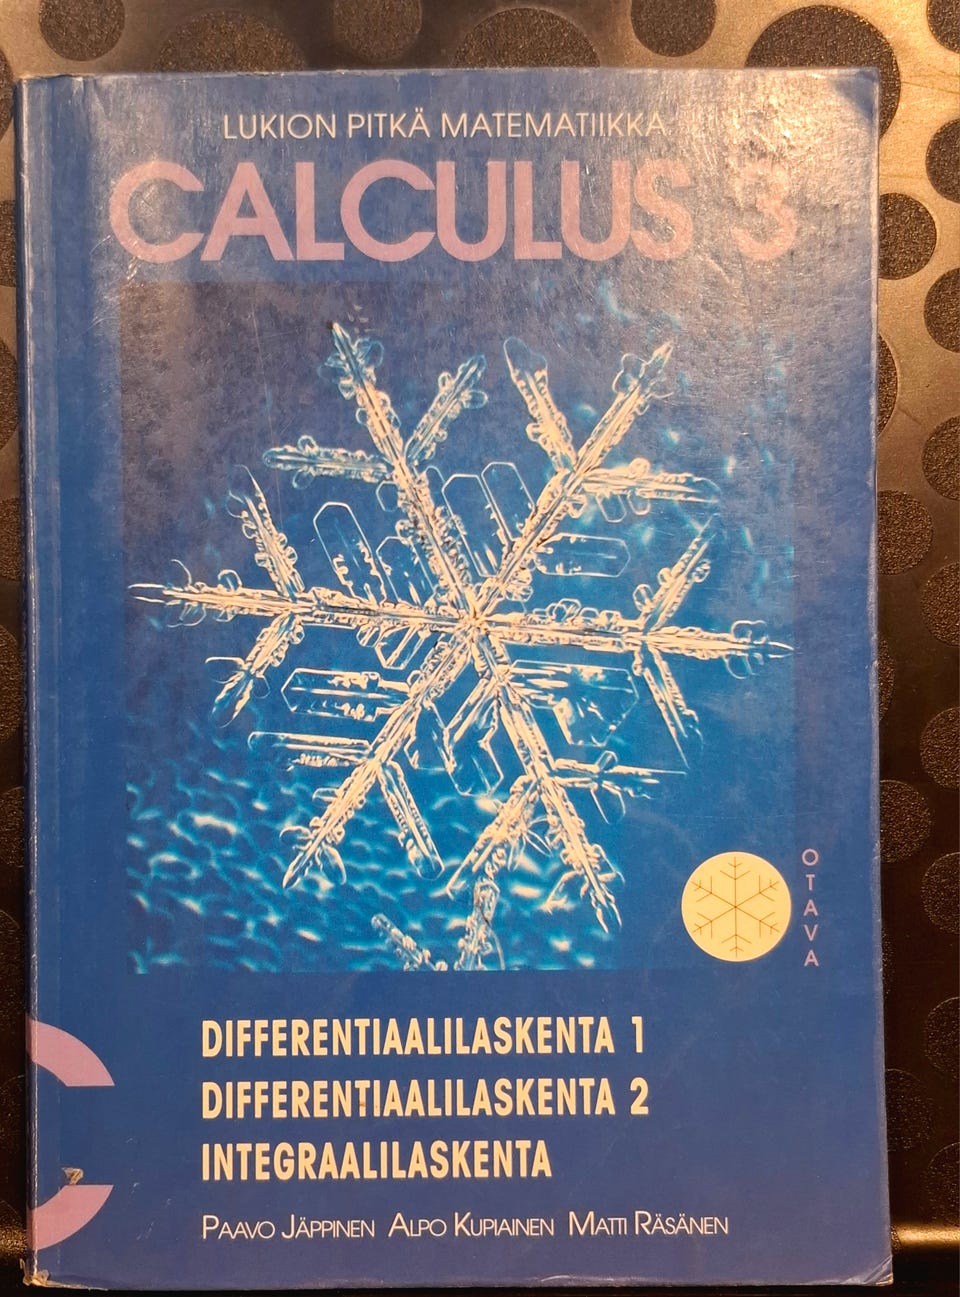 LUKION PITKÄ MATEMATIIKKA
CALCULUS 3
OTAVA
DIFFERENTIAALILASKENTA 1
DIFFERENTIAALILASKENTA 2
INTEGRAALILASKENTA
PAAVO JÄPPINEN ALPO KUPIAINEN MATTI RÄSÄNEN